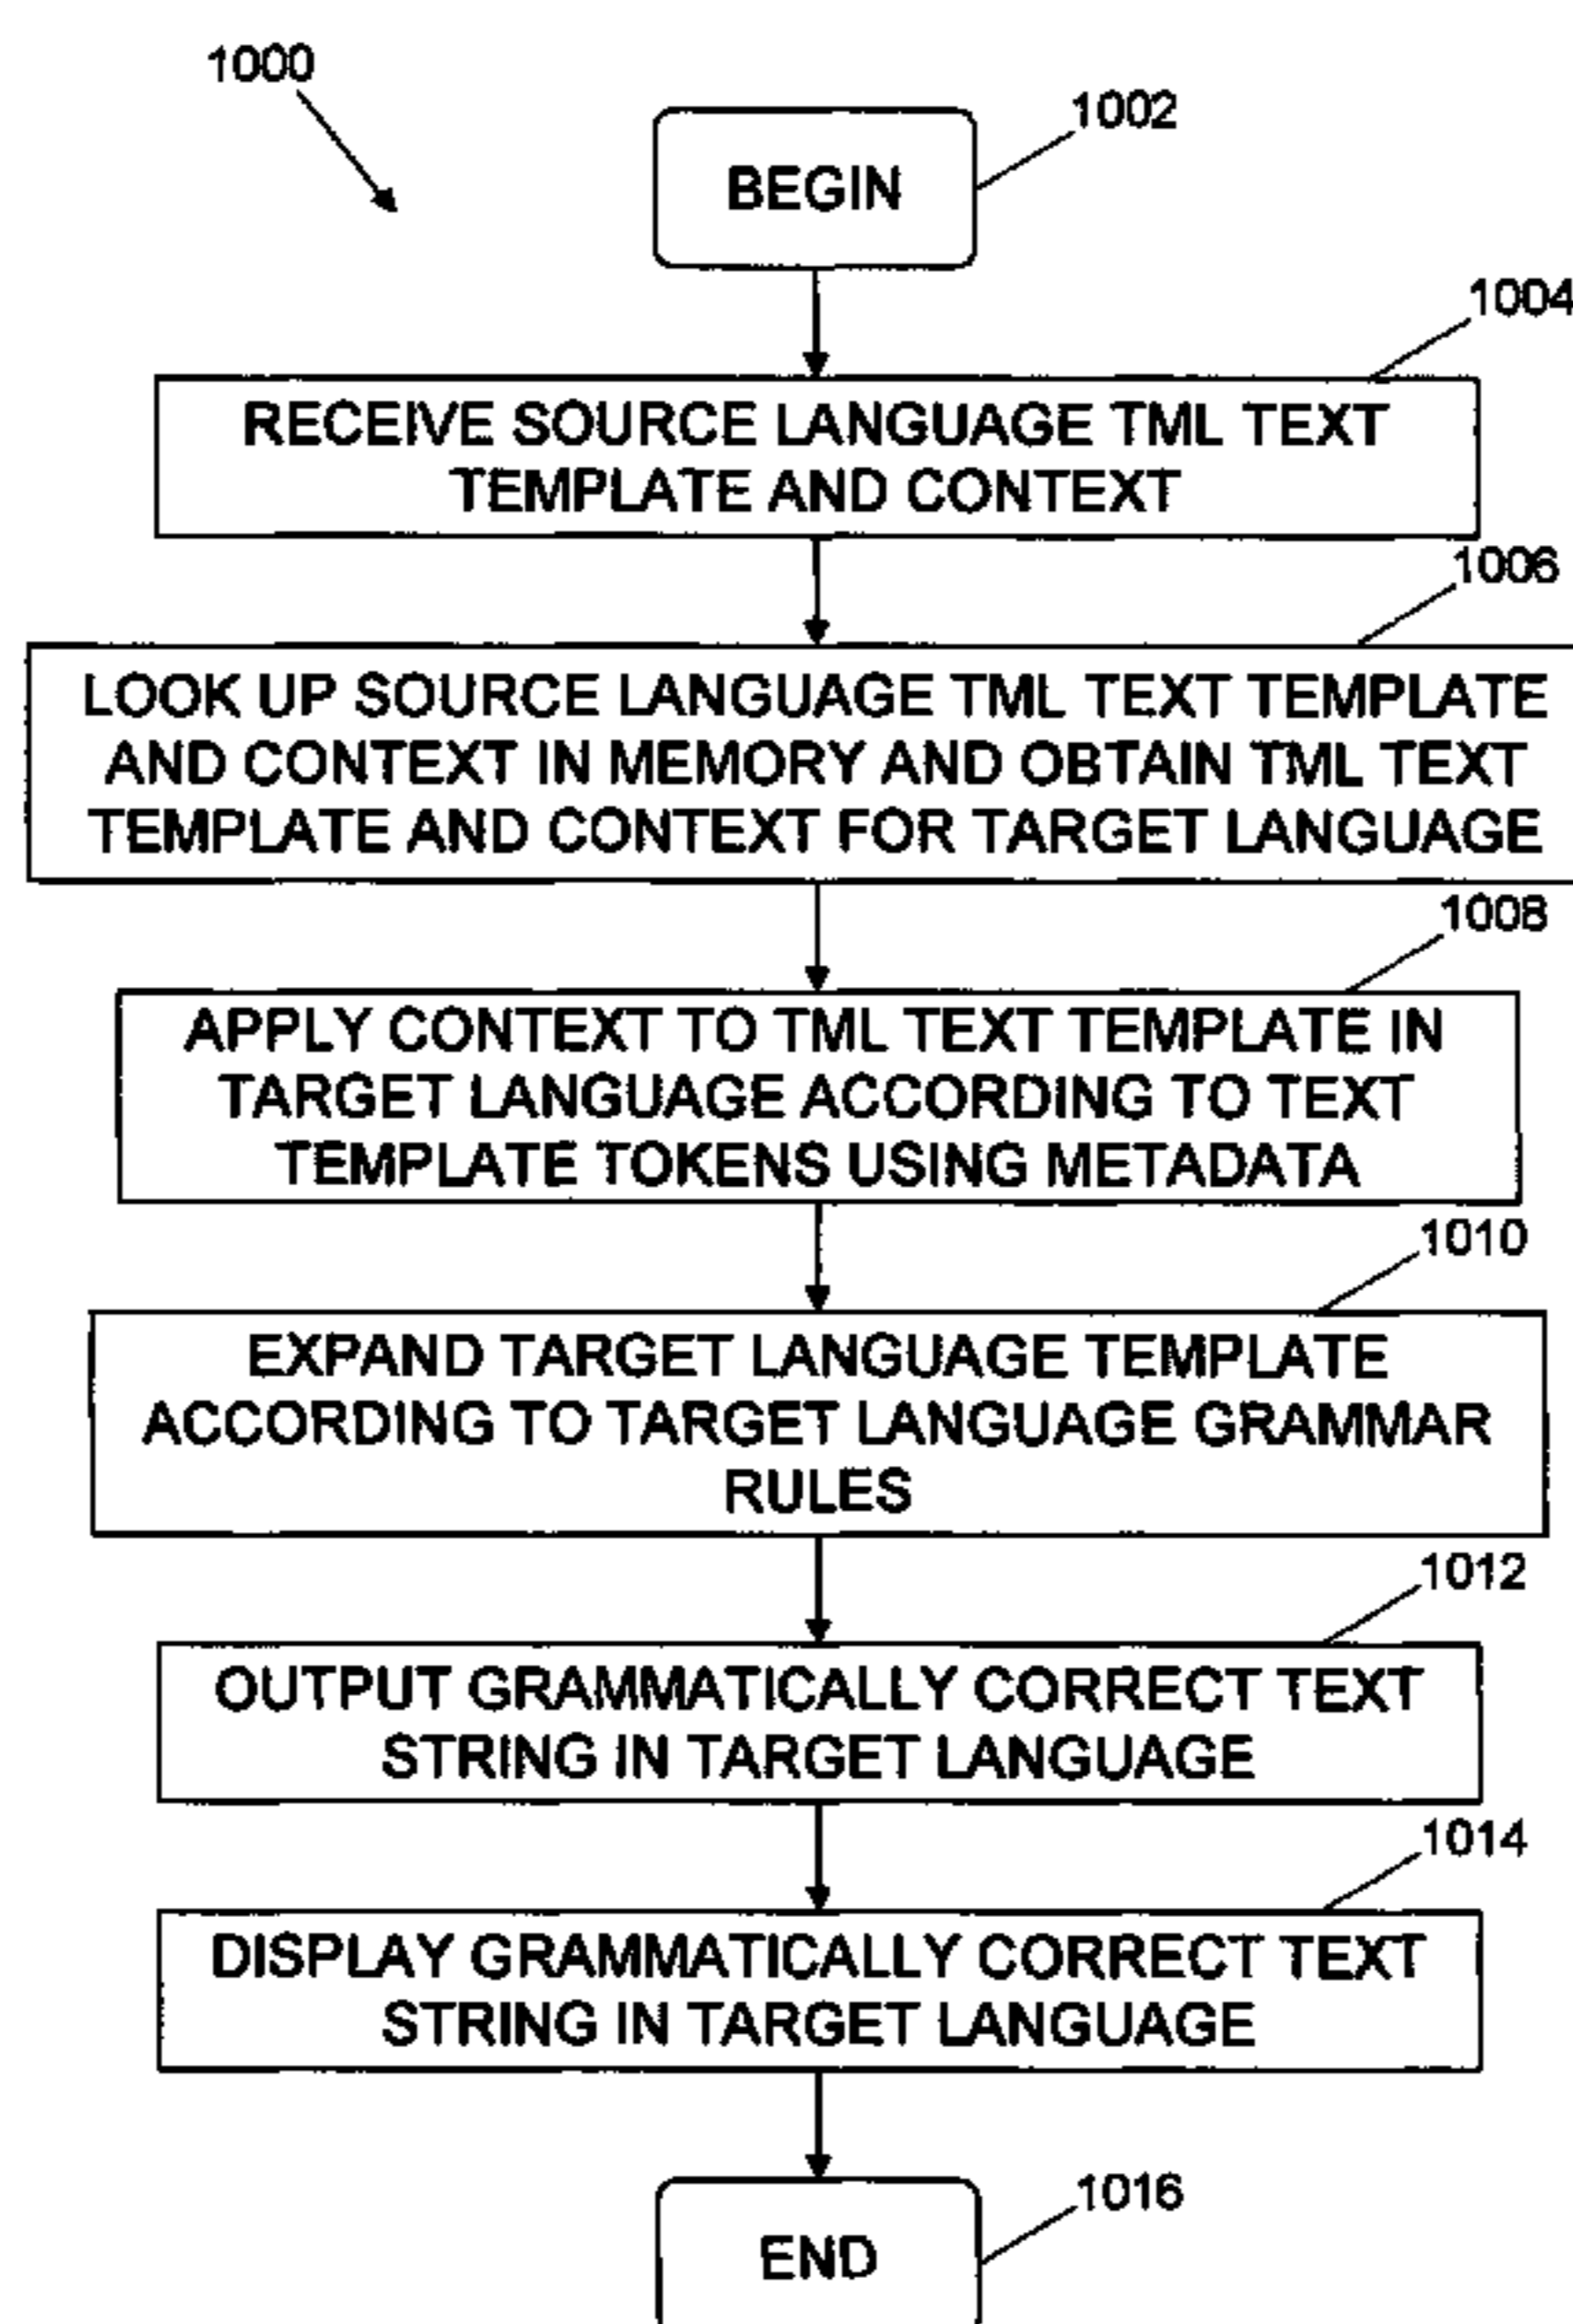 1000
1002
BEGIN
1004
RECEIVE SOURCE LANGUAGE TML TEXT
TEMPLATE AND CONTEXT
1006
LOOK UP SOURCE LANGUAGE TML TEXT TEMPLATE
AND CONTEXT IN MEMORY AND OBTAIN TML TEXT
TEMPLATE AND CONTEXT FOR TARGET LANGUAGE
1008
APPLY CONTEXT TO TML TEXT TEMPLATE IN
TARGET LANGUAGE ACCORDING TO TEXT
TEMPLATE TOKENS USING METADATA
1010
EXPAND TARGET LANGUAGE TEMPLATE
ACCORDING TO TARGET LANGUAGE GRAMMAR
RULES
1012
OUTPUT GRAMMATICALLY CORRECT TEXT
STRING IN TARGET LANGUAGE
1014
DISPLAY GRAMMATICALLY CORRECT TEXT
STRING IN TARGET LANGUAGE
1016
END